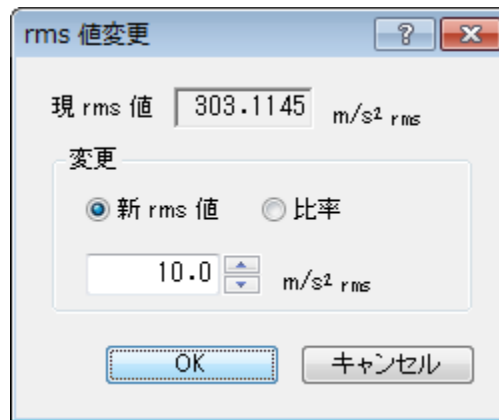 rms 値変更
現 rms 値 303.1145 m/s² rms
変更
新 rms 値 比率
10.0 m/s² rms
OK キャンセル